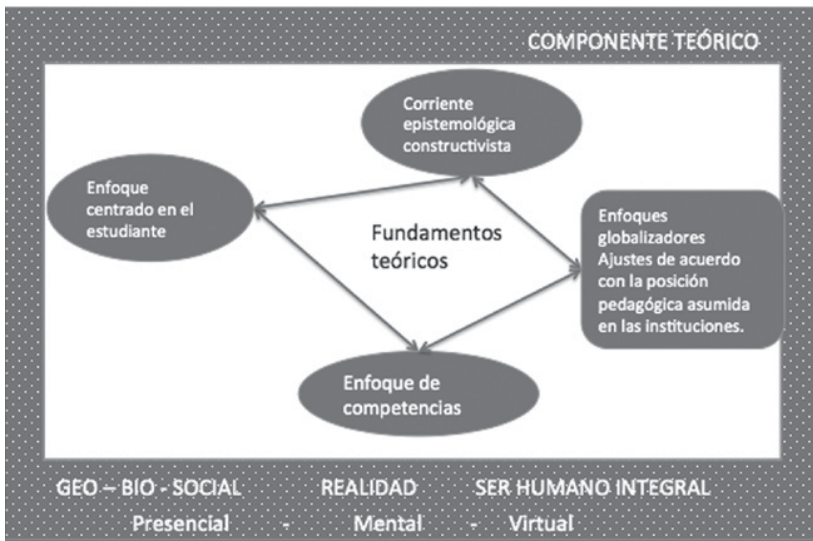 COMPONENTE TEÓRICO
Corriente
epistemológica
constructivista
Enfoque
centrado en el
estudiante
Fundamentos
teóricos
Enfoques
globalizadores
Ajustes de acuerdo
con la posición
pedagógica asumida
en las instituciones.
Enfoque de
competencias
GEO – BIO - SOCIAL REALIDAD SER HUMANO INTEGRAL
Presencial - Mental - Virtual